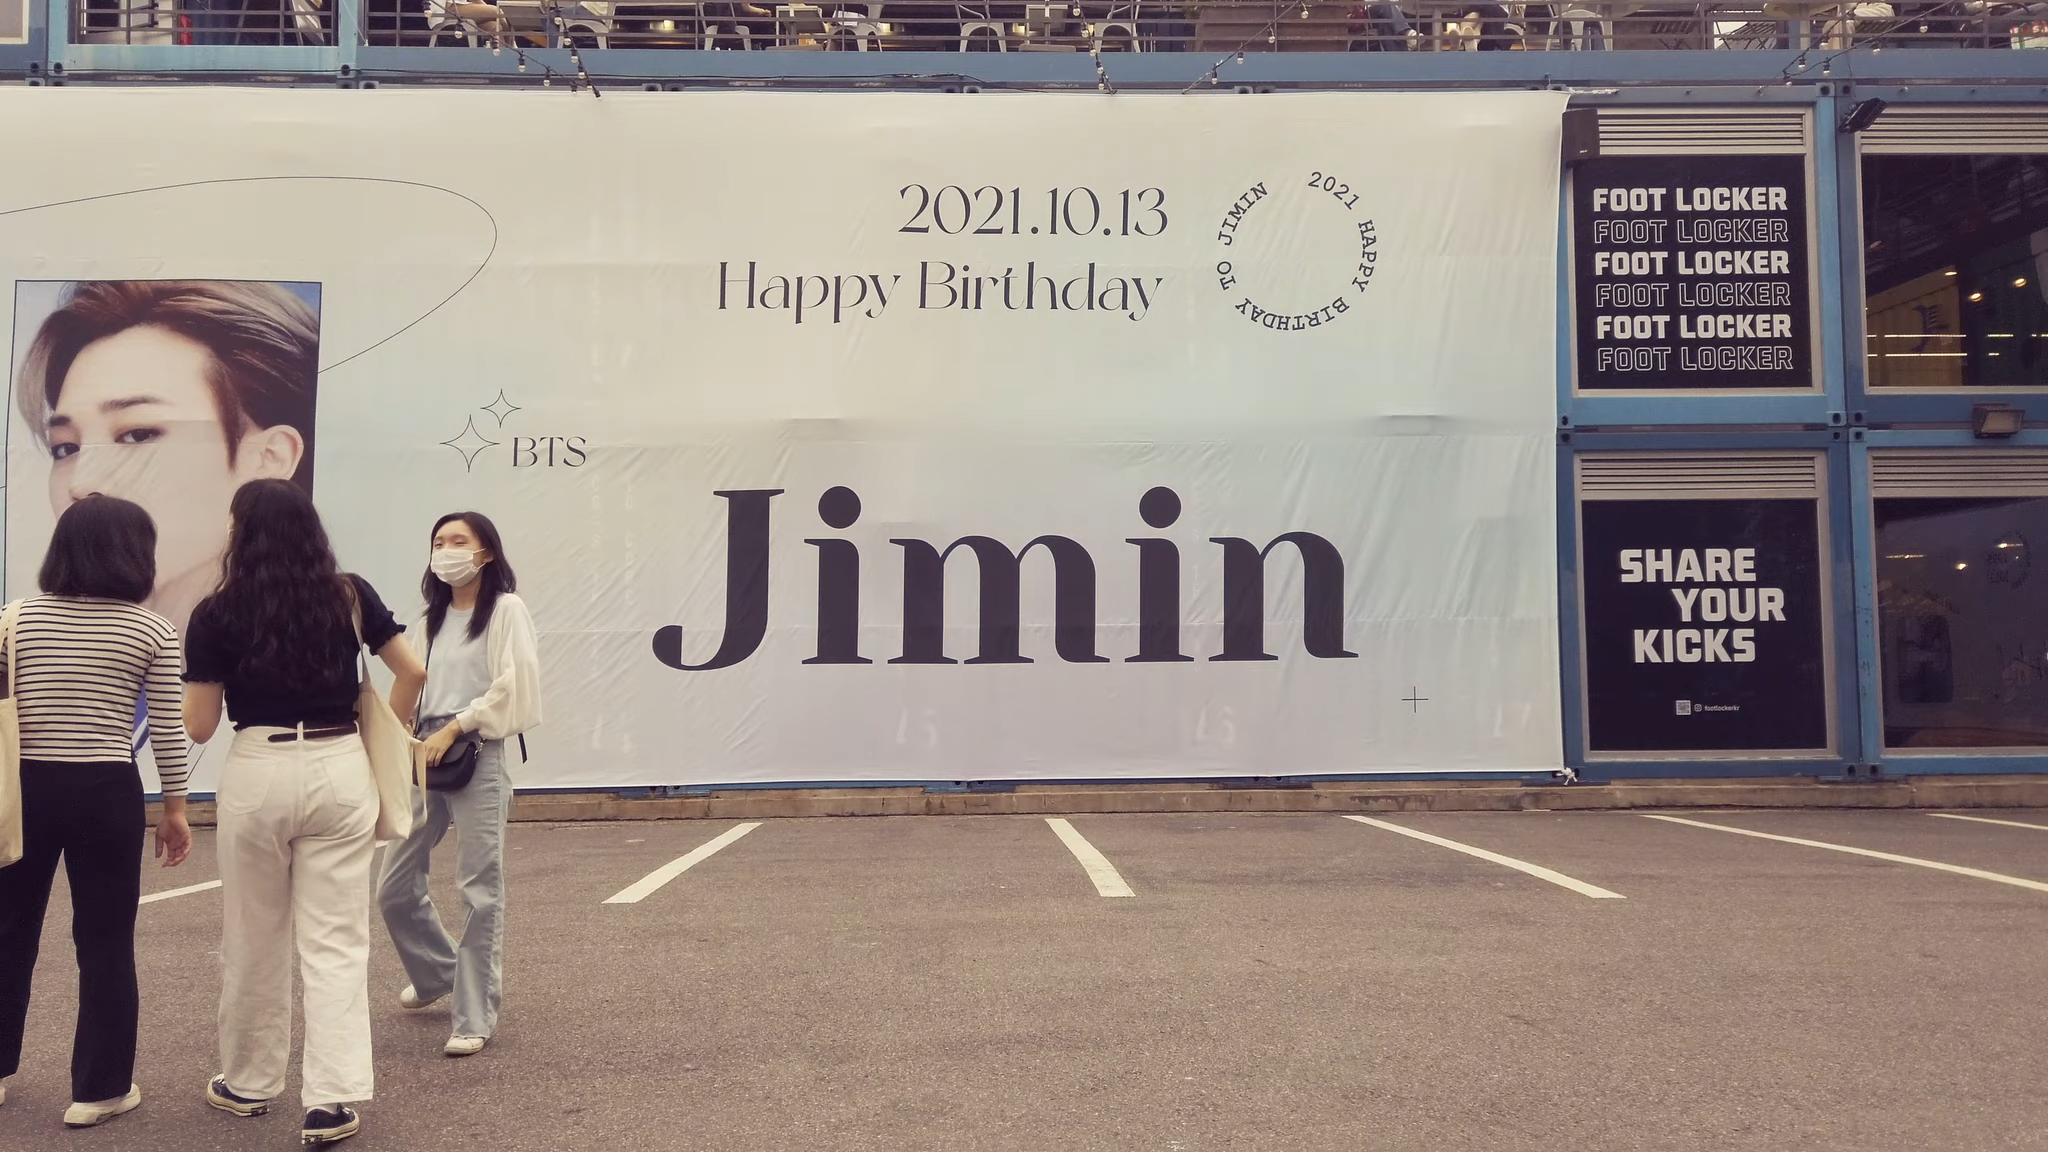 2021.10.13
Happy Birthday
2021 HAPPY BIRTHDAY TO JIMIN
BTS
Jimin
FOOT LOCKER
FOOT LOCKER
FOOT LOCKER
FOOT LOCKER
FOOT LOCKER
FOOT LOCKER
SHARE
YOUR
KICKS
footlockerkr